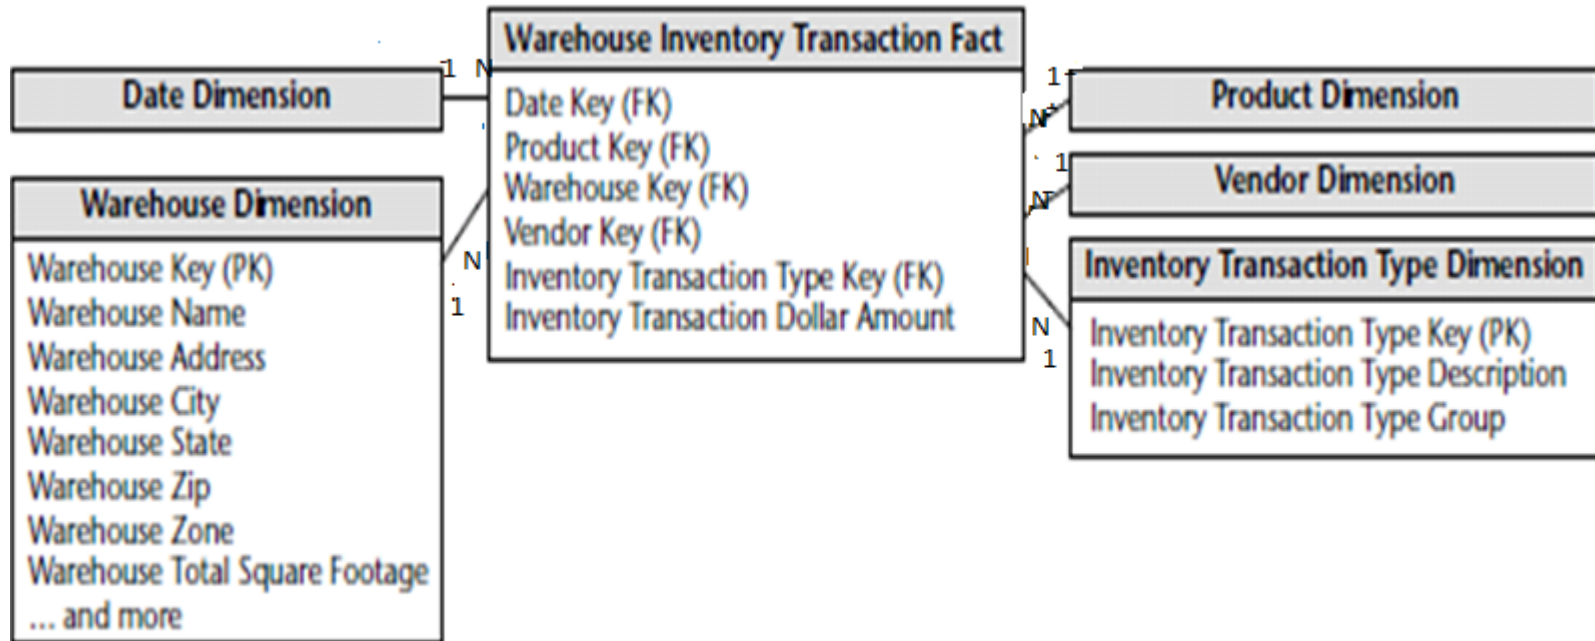 Warehouse Inventory Transaction Fact
Date Key (FK)
Product Key (FK)
Warehouse Key (FK)
Vendor Key (FK)
Inventory Transaction Type Key (FK)
Inventory Transaction Dollar Amount
Date Dimension
1 N
Warehouse Dimension
Warehouse Key (PK)
Warehouse Name
Warehouse Address
Warehouse City
Warehouse State
Warehouse Zip
Warehouse Zone
Warehouse Total Square Footage
... and more
N
1
1
N
Product Dimension
1
N
Vendor Dimension
Inventory Transaction Type Dimension
Inventory Transaction Type Key (PK)
Inventory Transaction Type Description
Inventory Transaction Type Group
N
1